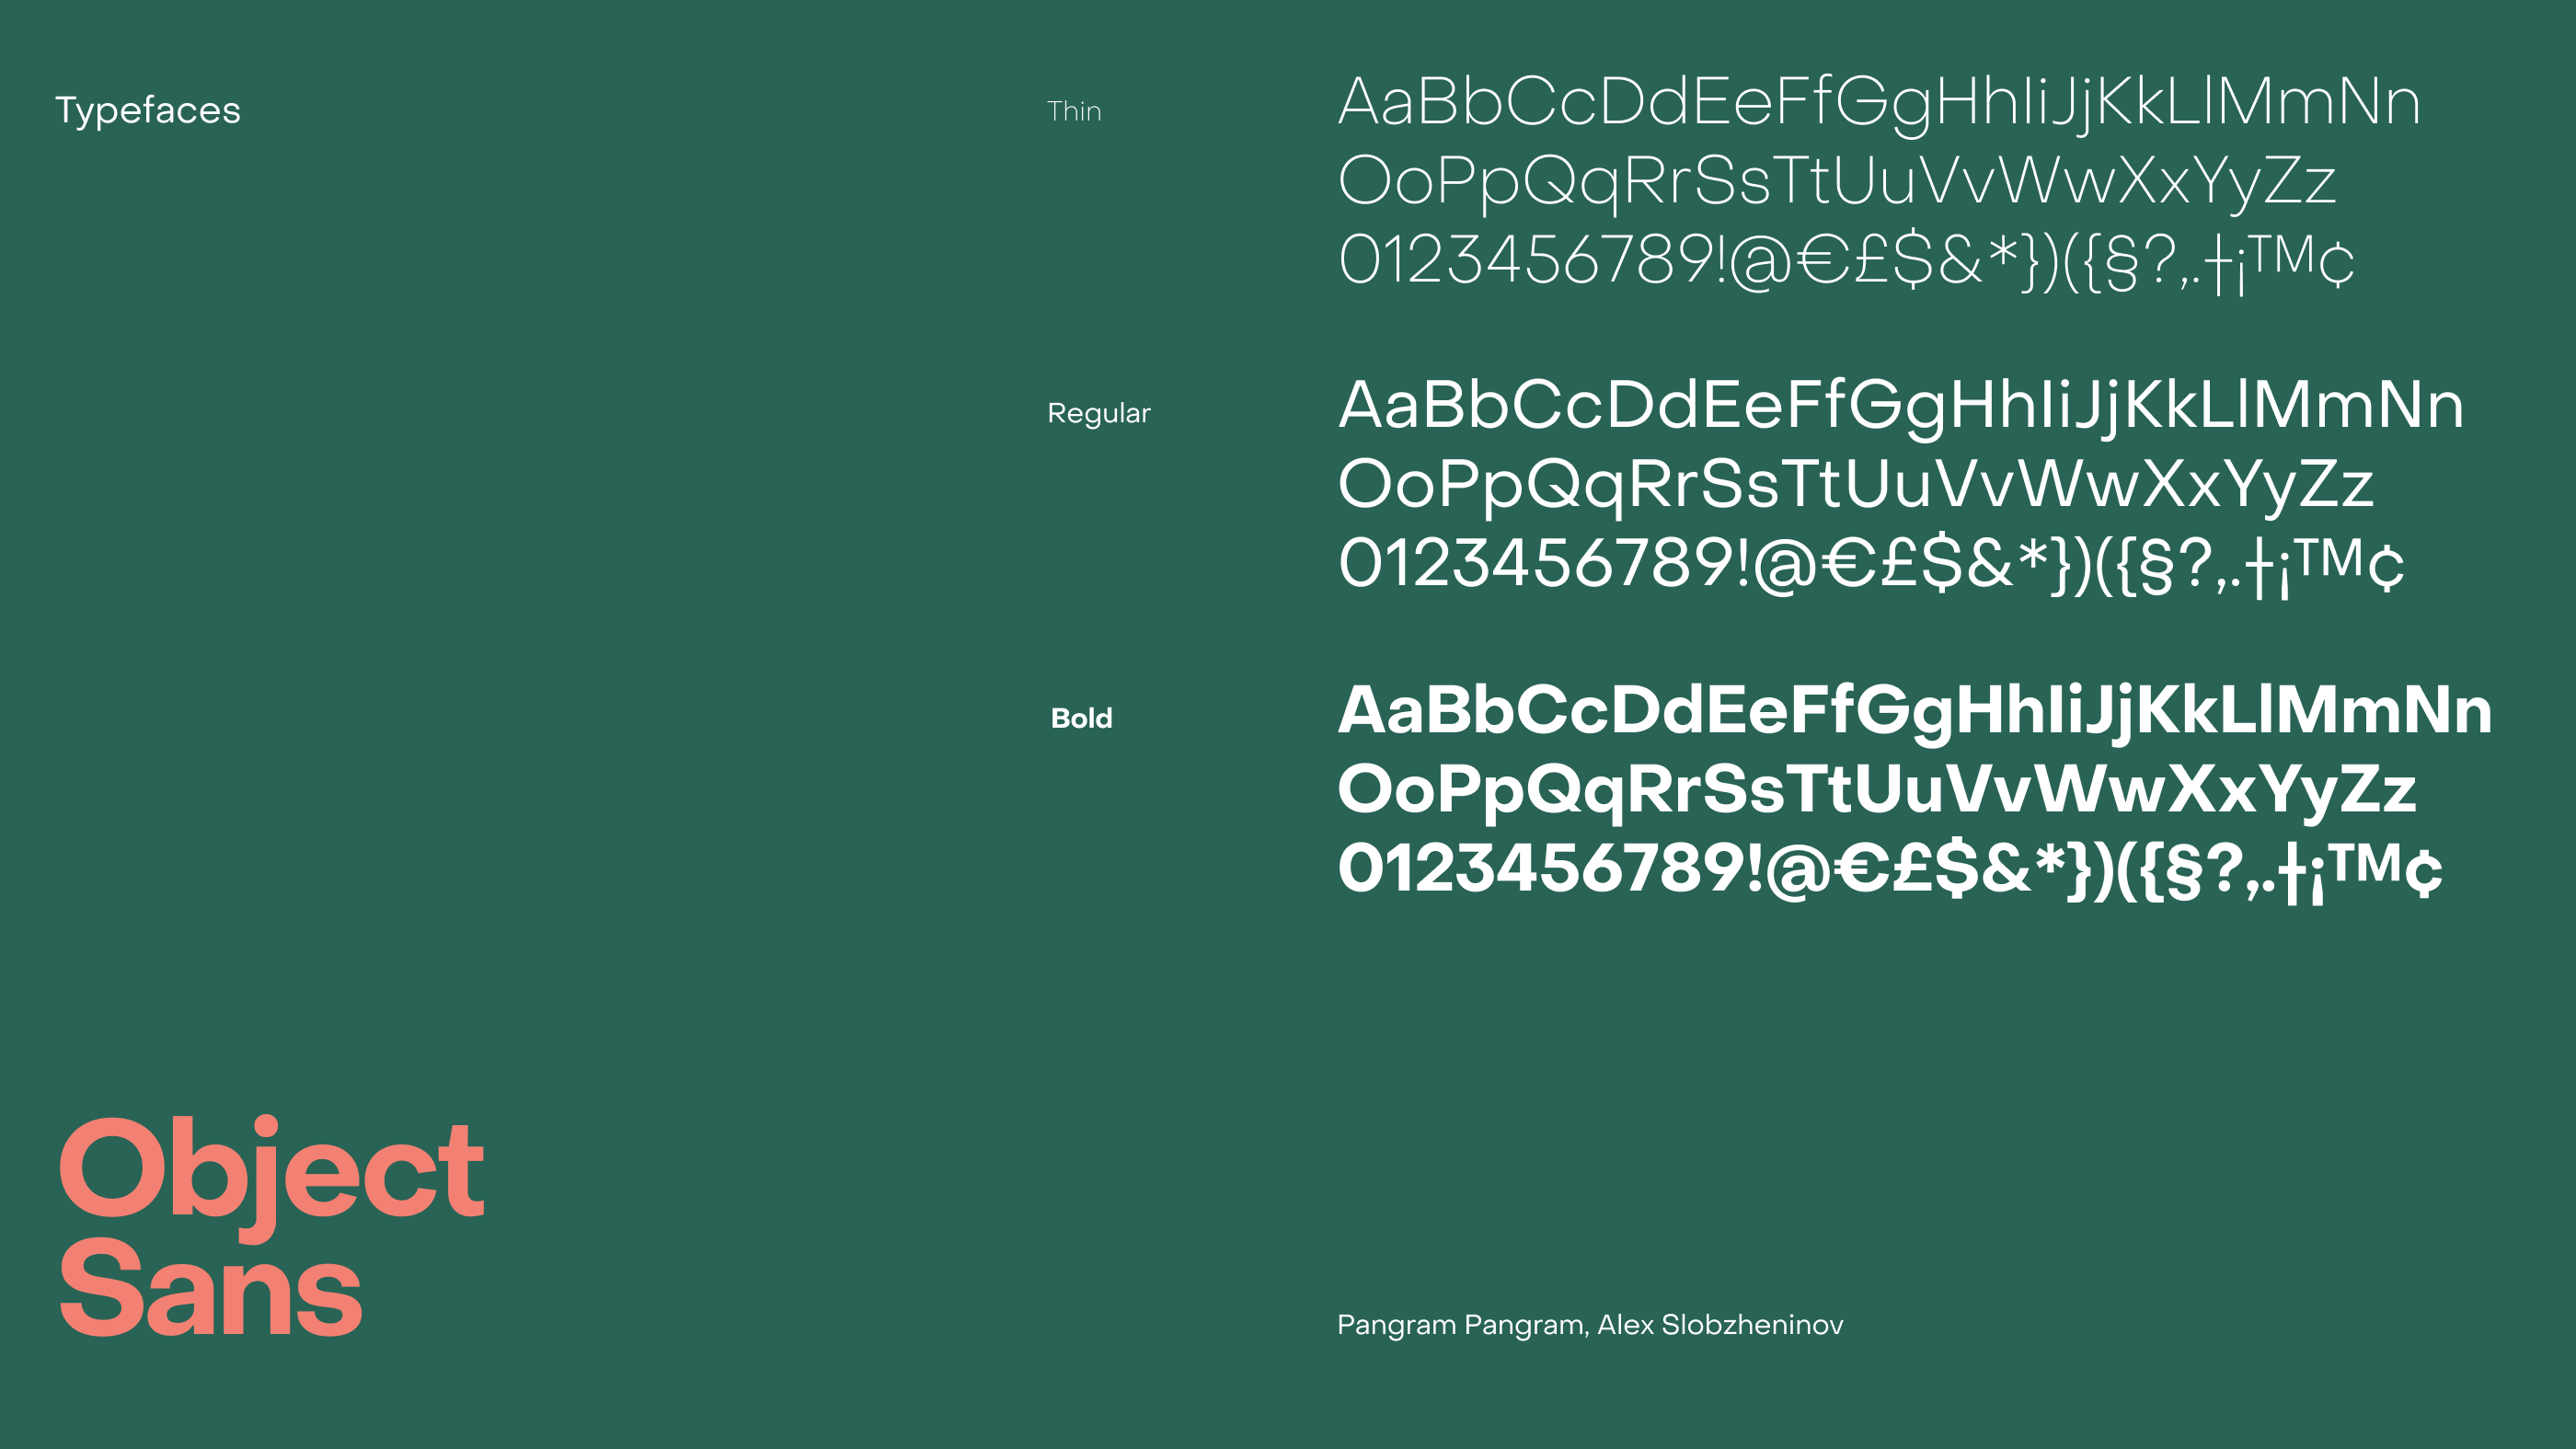 Typefaces
Thin
AaBbCcDdEeFfGgHhIiJjKkLlMmNn
OoPpQqRrSsTtUuVvWwXxYyZz
0123456789!@€£$&*})({§?,.†¡™¢
Regular
AaBbCcDdEeFfGgHhIiJjKkLlMmNn
OoPpQqRrSsTtUuVvWwXxYyZz
0123456789!@€£$&*})({§?,.†¡™¢
Bold
AaBbCcDdEeFfGgHhIiJjKkLlMmNn
OoPpQqRrSsTtUuVvWwXxYyZz
0123456789!@€£$&*})({§?,.†¡™¢
Object
Sans
Pangram Pangram, Alex Slobzheninov